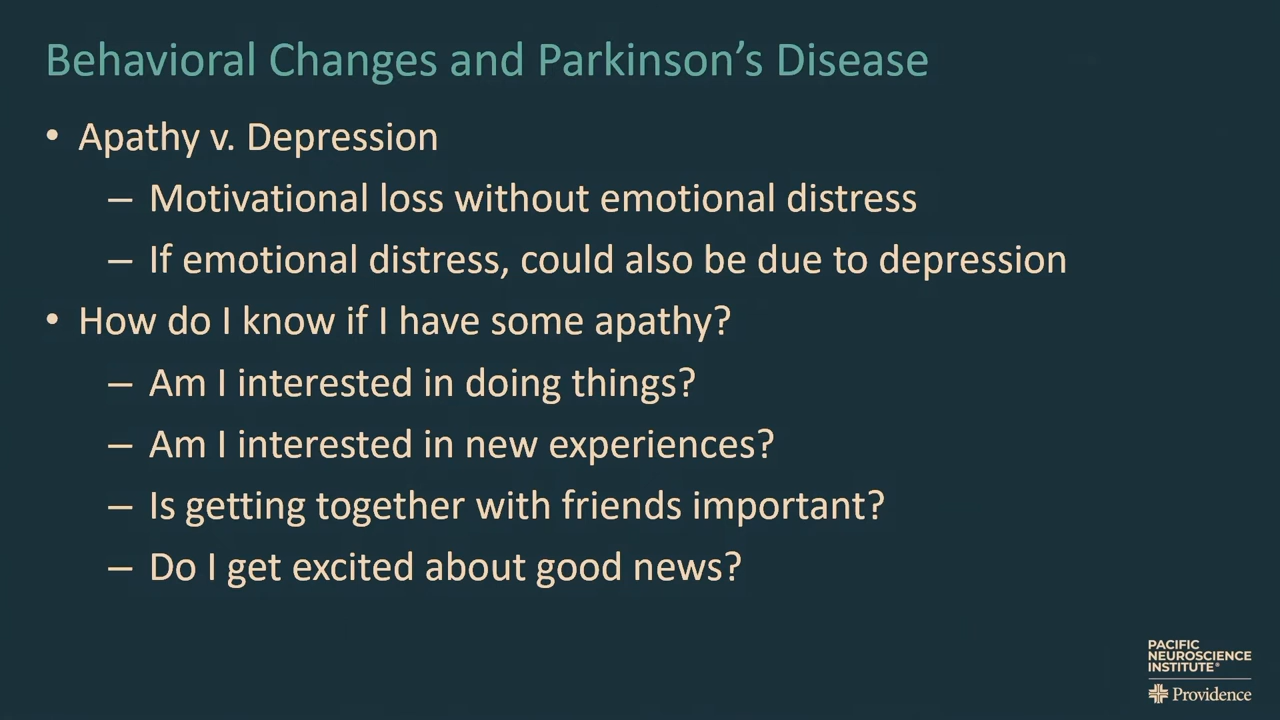 Behavioral Changes and Parkinson’s Disease
• Apathy v. Depression
– Motivational loss without emotional distress
– If emotional distress, could also be due to depression
• How do I know if I have some apathy?
– Am I interested in doing things?
– Am I interested in new experiences?
– Is getting together with friends important?
– Do I get excited about good news?
PACIFIC
NEUROSCIENCE
INSTITUTE®
Providence